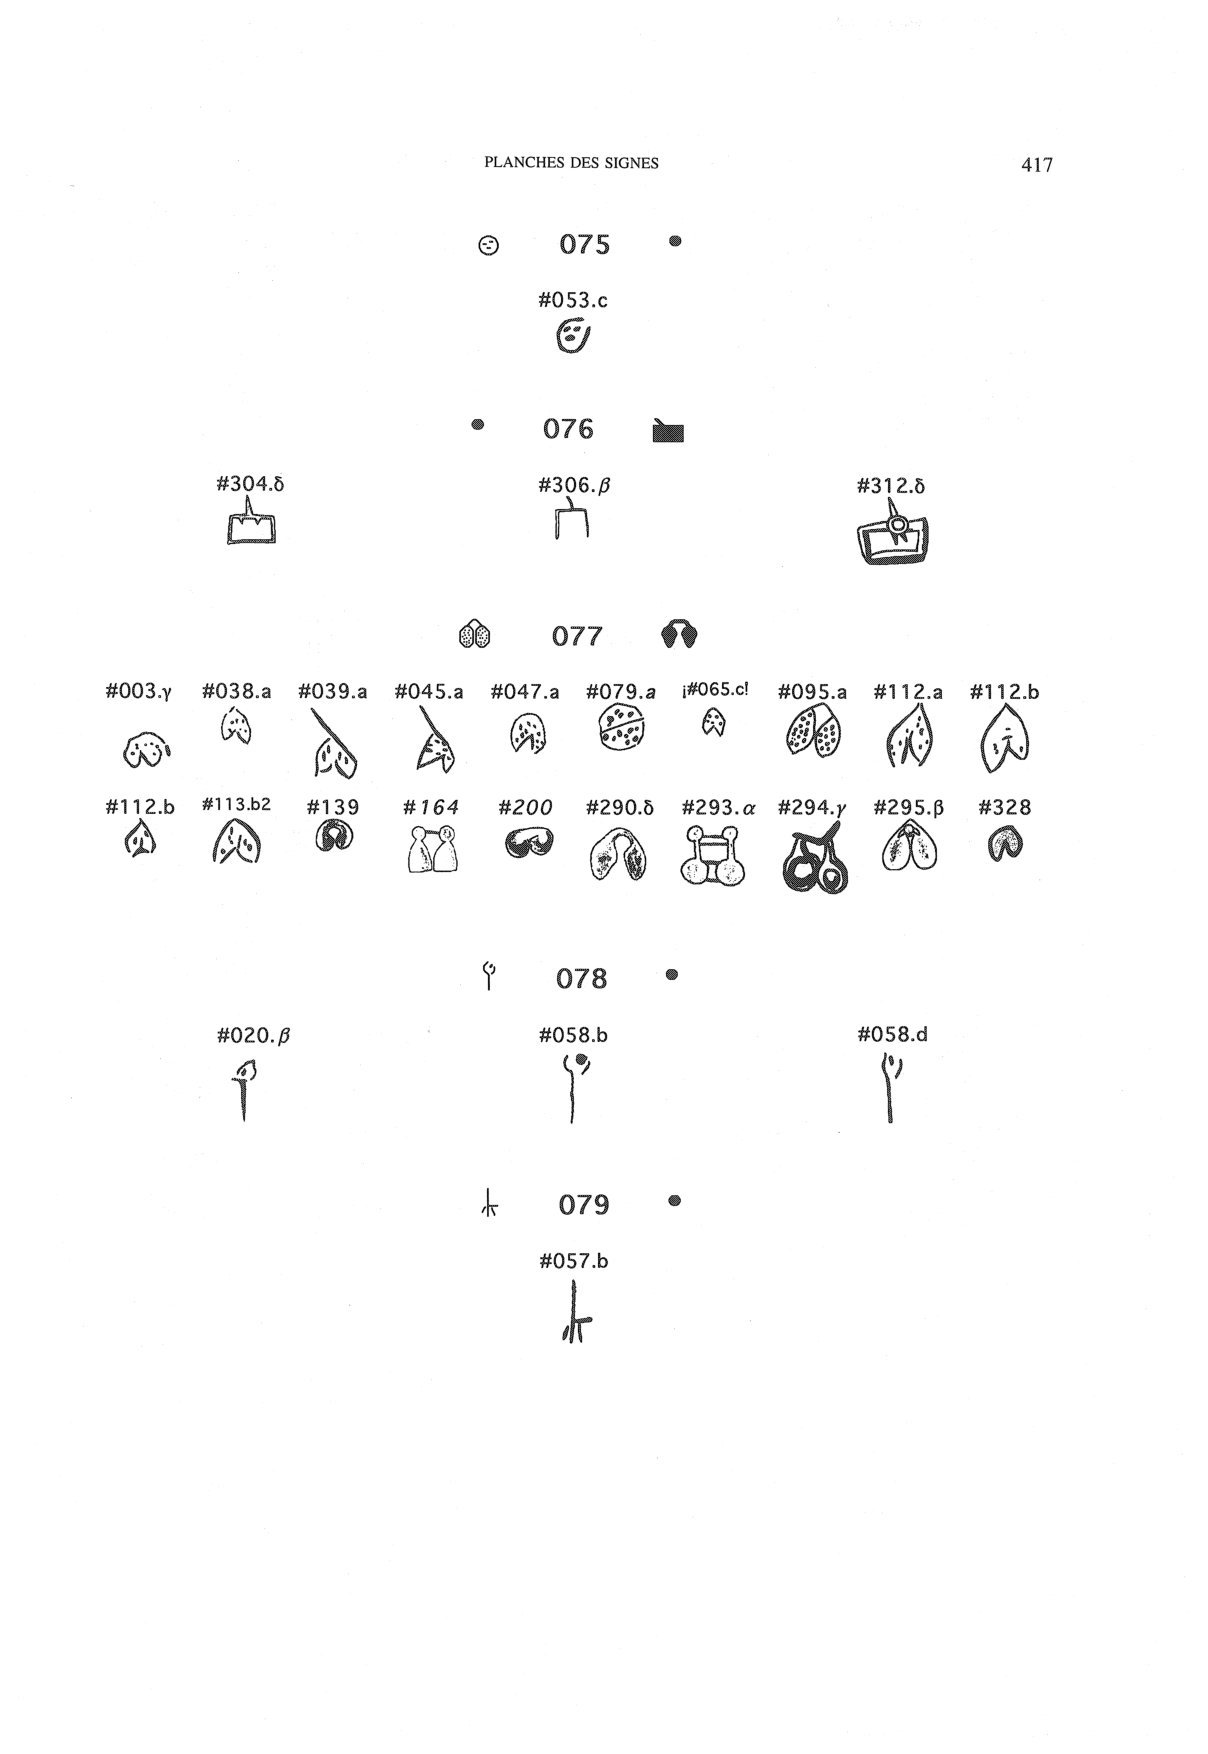 PLANCHES DES SIGNES 417
075
#053.c
076
#304.δ #306.β #312.δ
077
#003.γ #038.a #039.a #045.a #047.a #079.a ¡#065.c! #095.a #112.a #112.b
#112.b #113.b2 #139 #164 #200 #290.δ #293.α #294.γ #295.β #328
078
#020.β #058.b #058.d
079
#057.b